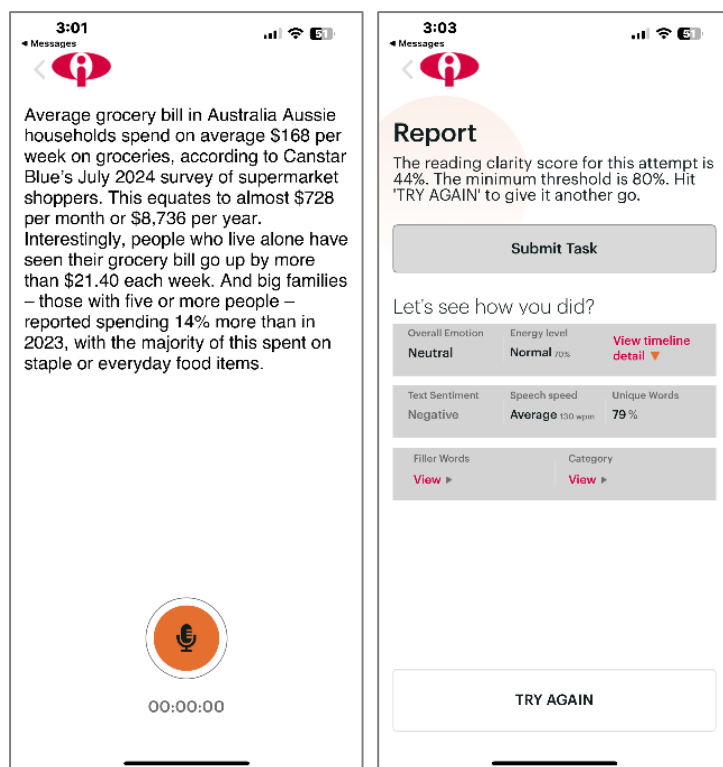 3:01
51
◄ Messages
Average grocery bill in Australia Aussie
households spend on average $168 per
week on groceries, according to Canstar
Blue's July 2024 survey of supermarket
shoppers. This equates to almost $728
per month or $8,736 per year.
Interestingly, people who live alone have
seen their grocery bill go up by more
than $21.40 each week. And big families
– those with five or more people –
reported spending 14% more than in
2023, with the majority of this spent on
staple or everyday food items.
00:00:00
3:03
51
◄ Messages
Report
The reading clarity score for this attempt is
44%. The minimum threshold is 80%. Hit
'TRY AGAIN' to give it another go.
Submit Task
Let's see how you did?
Overall Emotion
Neutral
Energy level
Normal 70%
View timeline
detail ▼
Text Sentiment
Negative
Speech speed
Average 130 wpm
Unique Words
79 %
Filler Words
View ►
Category
View ►
TRY AGAIN